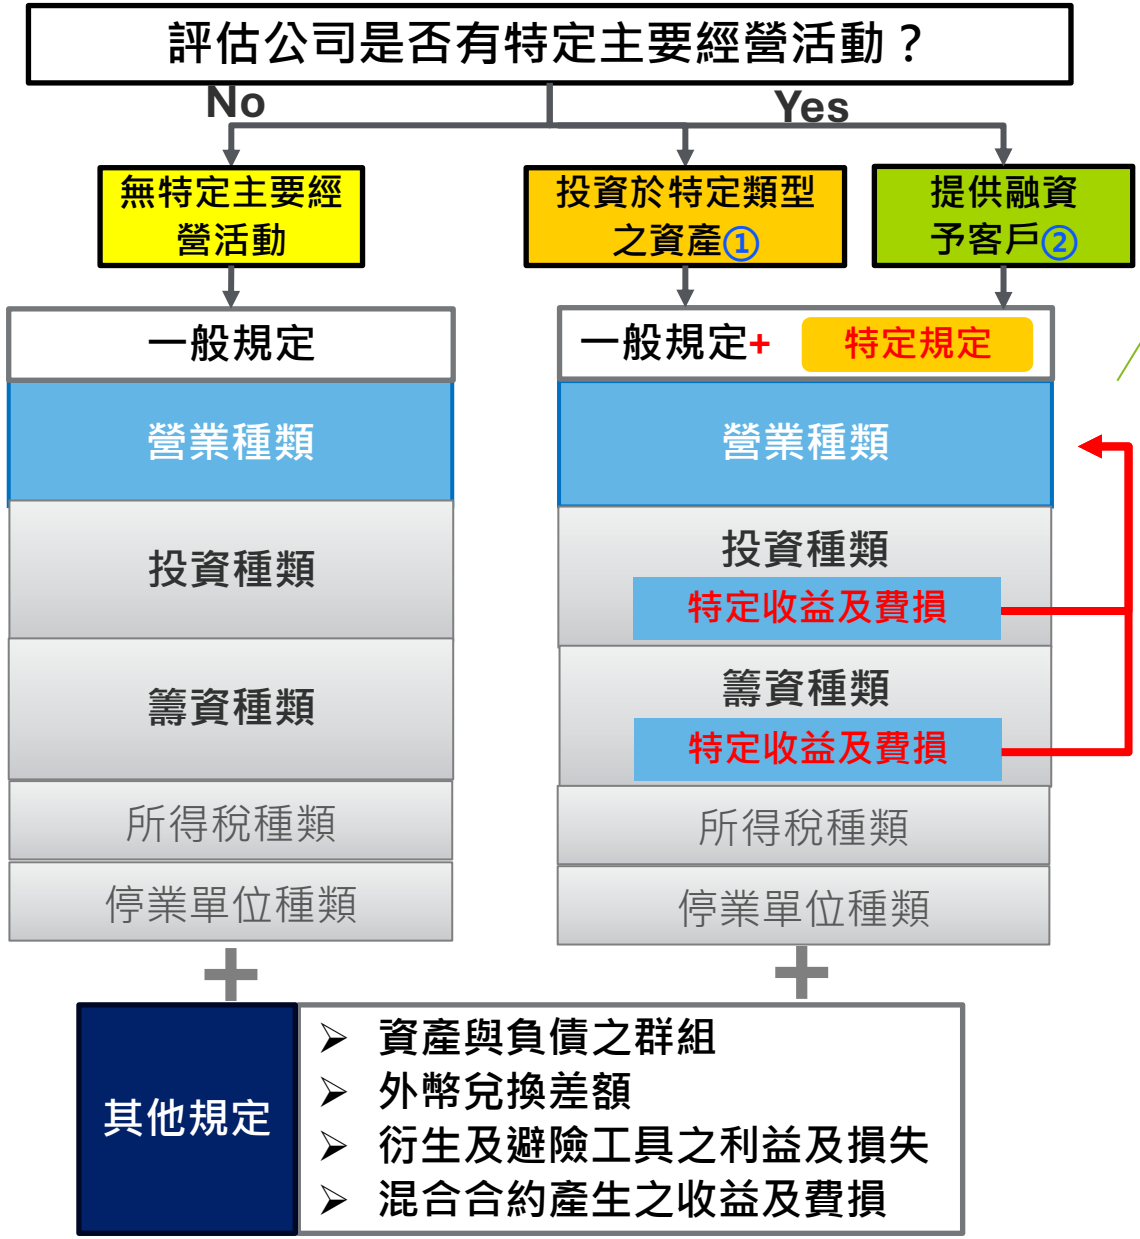 評估公司是否有特定主要經營活動？
No
Yes
無特定主要經
營活動
投資於特定類型
之資產①
提供融資
予客戶②
一般規定
營業種類
投資種類
籌資種類
所得稅種類
停業單位種類
一般規定+ 特定規定
營業種類
投資種類
特定收益及費損
籌資種類
特定收益及費損
所得稅種類
停業單位種類
+
+
其他規定
➢ 資產與負債之群組
➢ 外幣兌換差額
➢ 衍生及避險工具之利益及損失
➢ 混合合約產生之收益及費損